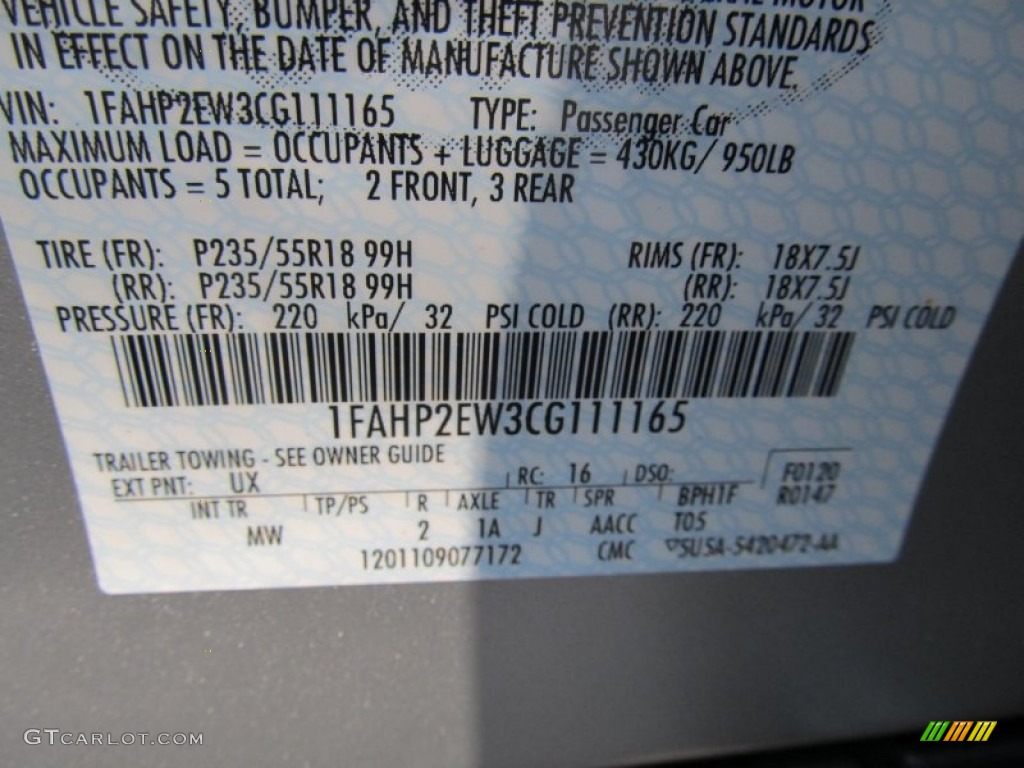 VEHICLE SAFETY, BUMPER, AND THEFT PREVENTION STANDARDS
IN EFFECT ON THE DATE OF MANUFACTURE SHOWN ABOVE.
VIN: 1FAHP2EW3CG111165 TYPE: Passenger Car
MAXIMUM LOAD = OCCUPANTS + LUGGAGE = 430KG/ 950LB
OCCUPANTS = 5 TOTAL; 2 FRONT, 3 REAR
TIRE (FR): P235/55R18 99H RIMS (FR): 18X7.5J
(RR): P235/55R18 99H (RR): 18X7.5J
PRESSURE (FR): 220 kPa/ 32 PSI COLD (RR): 220 kPa/ 32 PSI COLD
1FAHP2EW3CG111165
TRAILER TOWING - SEE OWNER GUIDE
EXT PNT: UX RC: 16 DSO: F0120
INT TR TP/PS R AXLE TR SPR BPH1F R0147
MW 2 1A J AACC T05
1201109077172 CMC ▽5U5A-5420472-AA
GTCARLOT.COM